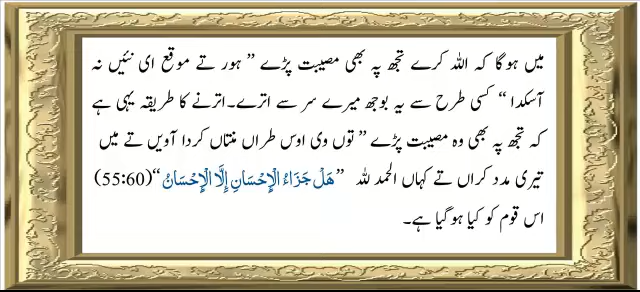 میں ہوگا کہ اللہ کرے تجھ پہ بھی مصیبت پڑے ” ہور تے موقع ای نئیں نہ
آسکدا “ کسی طرح سے یہ بوجھ میرے سر سے اترے۔اترنے کا طریقہ یہی ہے
کہ تجھ پہ بھی وہ مصیبت پڑے ” توں وی اوس طراں منتاں کردا آویں تے میں
تیری مدد کراں تے کہاں الحمد للہ ”هَلْ جَزَاءُ الْإِحْسَانِ إِلَّا الْإِحْسَانُ“(55:60)
اس قوم کو کیا ہوگیا ہے۔